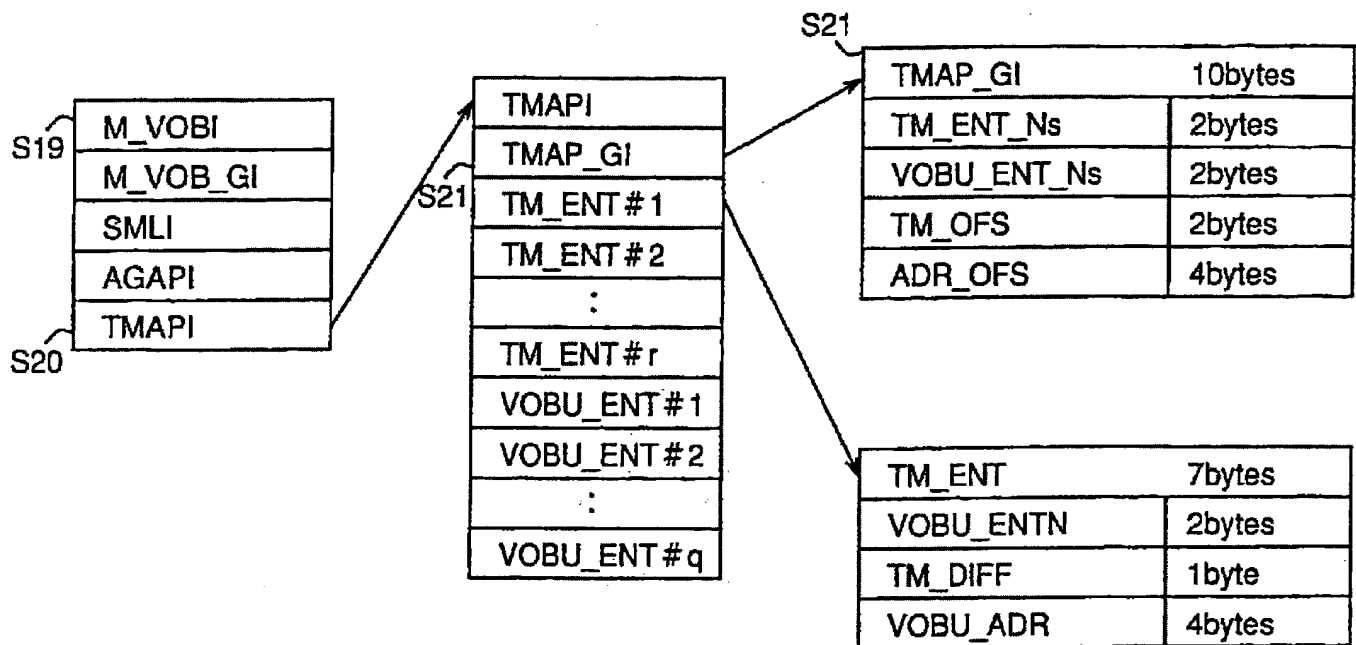 S19
M_VOBI
M_VOB_GI
SMLI
AGAPI
TMAPI
S20
TMAPI
TMAP_GI
S21
TM_ENT#1
TM_ENT#2
:
TM_ENT#r
VOBU_ENT#1
VOBU_ENT#2
:
VOBU_ENT#q
S21
TMAP_GI 10bytes
TM_ENT_Ns 2bytes
VOBU_ENT_Ns 2bytes
TM_OFS 2bytes
ADR_OFS 4bytes
TM_ENT 7bytes
VOBU_ENTN 2bytes
TM_DIFF 1byte
VOBU_ADR 4bytes